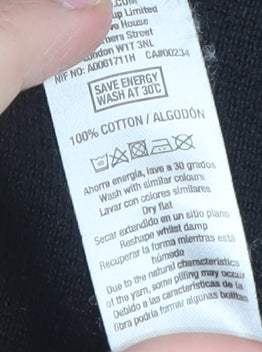 .COM
up Limited
House
ers Street
London W1T 3NL
NIF NO: A0061711H CA#00234
SAVE ENERGY
WASH AT 30°C
100% COTTON / ALGODÓN
Ahorre energía, lave a 30 grados
Wash with similar colours
Lavar con colores similares
Dry flat
Secar extendido en un sitio plano
Reshape whilst damp
Recuperar la forma mientras está
húmedo
Due to the natural characteristics
of the yarn, some pilling may occur
Debido a las características de la
fibra podría formar algunas bolitas